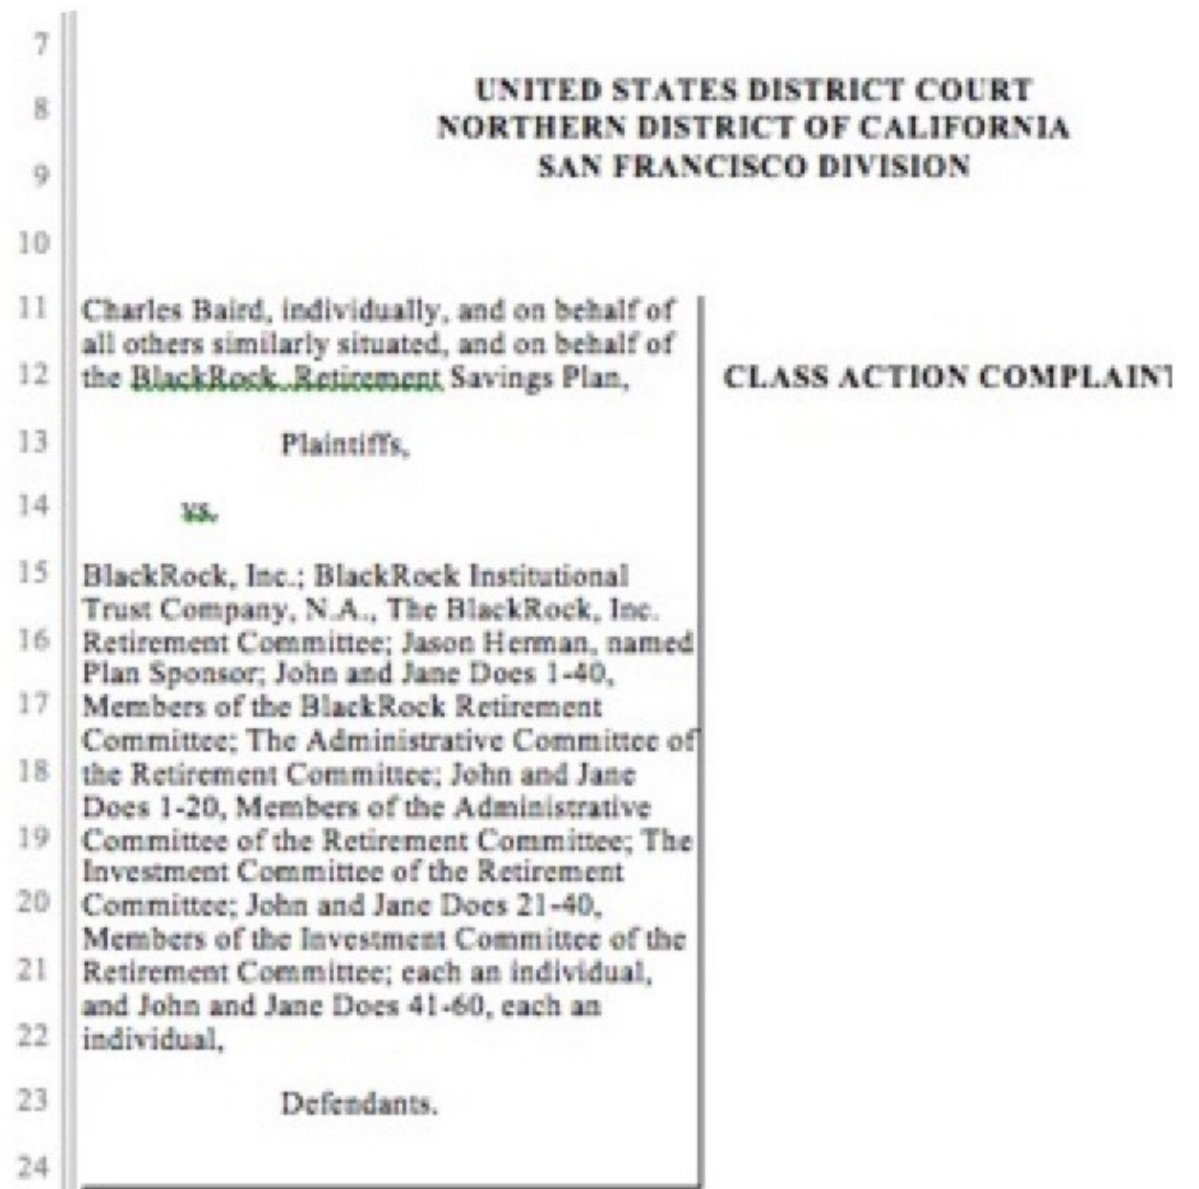 7
UNITED STATES DISTRICT COURT
8
NORTHERN DISTRICT OF CALIFORNIA
9
SAN FRANCISCO DIVISION
10
11
Charles Baird, individually, and on behalf of
all others similarly situated, and on behalf of
12
the BlackRock Retirement Savings Plan,
CLASS ACTION COMPLAINT
13
Plaintiffs,
14
vs.
15
BlackRock, Inc.; BlackRock Institutional
Trust Company, N.A., The BlackRock, Inc.
16
Retirement Committee; Jason Herman, named
Plan Sponsor; John and Jane Does 1-40,
17
Members of the BlackRock Retirement
Committee; The Administrative Committee of
18
the Retirement Committee; John and Jane
Does 1-20, Members of the Administrative
19
Committee of the Retirement Committee; The
Investment Committee of the Retirement
20
Committee; John and Jane Does 21-40,
Members of the Investment Committee of the
21
Retirement Committee; each an individual,
and John and Jane Does 41-60, each an
22
individual,
23
Defendants.
24